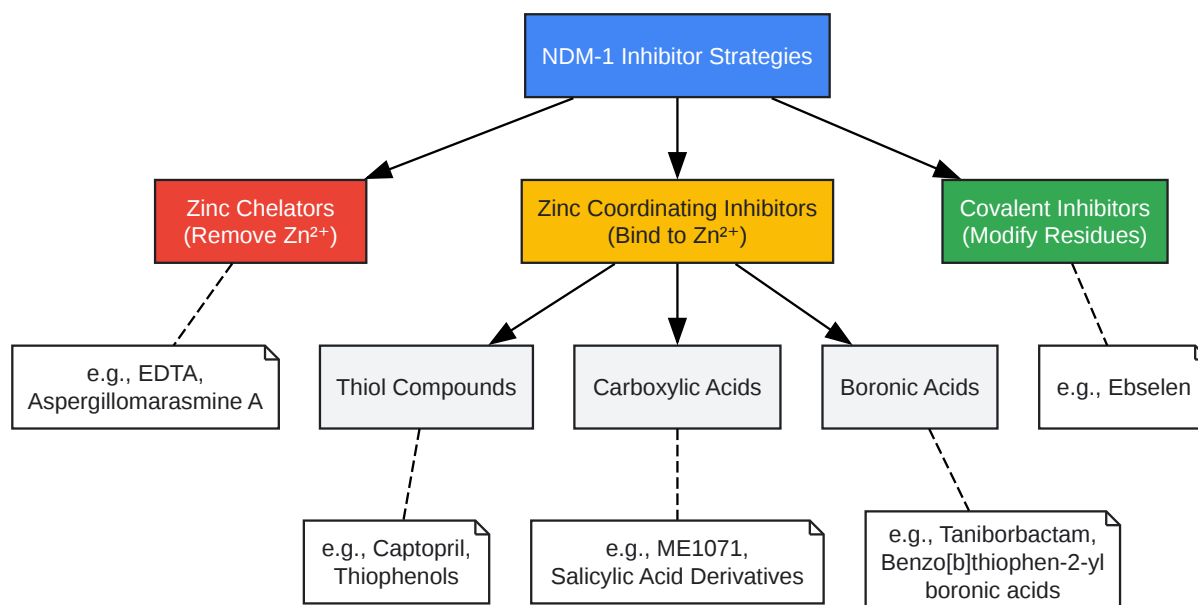 NDM-1 Inhibitor Strategies
Zinc Chelators
(Remove Zn²⁺)
Zinc Coordinating Inhibitors
(Bind to Zn²⁺)
Covalent Inhibitors
(Modify Residues)
e.g., EDTA,
Aspergillomarasmine A
Thiol Compounds
Carboxylic Acids
Boronic Acids
e.g., Ebselen
e.g., Captopril,
Thiophenols
e.g., ME1071,
Salicylic Acid Derivatives
e.g., Taniborbactam,
Benzo[b]thiophen-2-yl
boronic acids